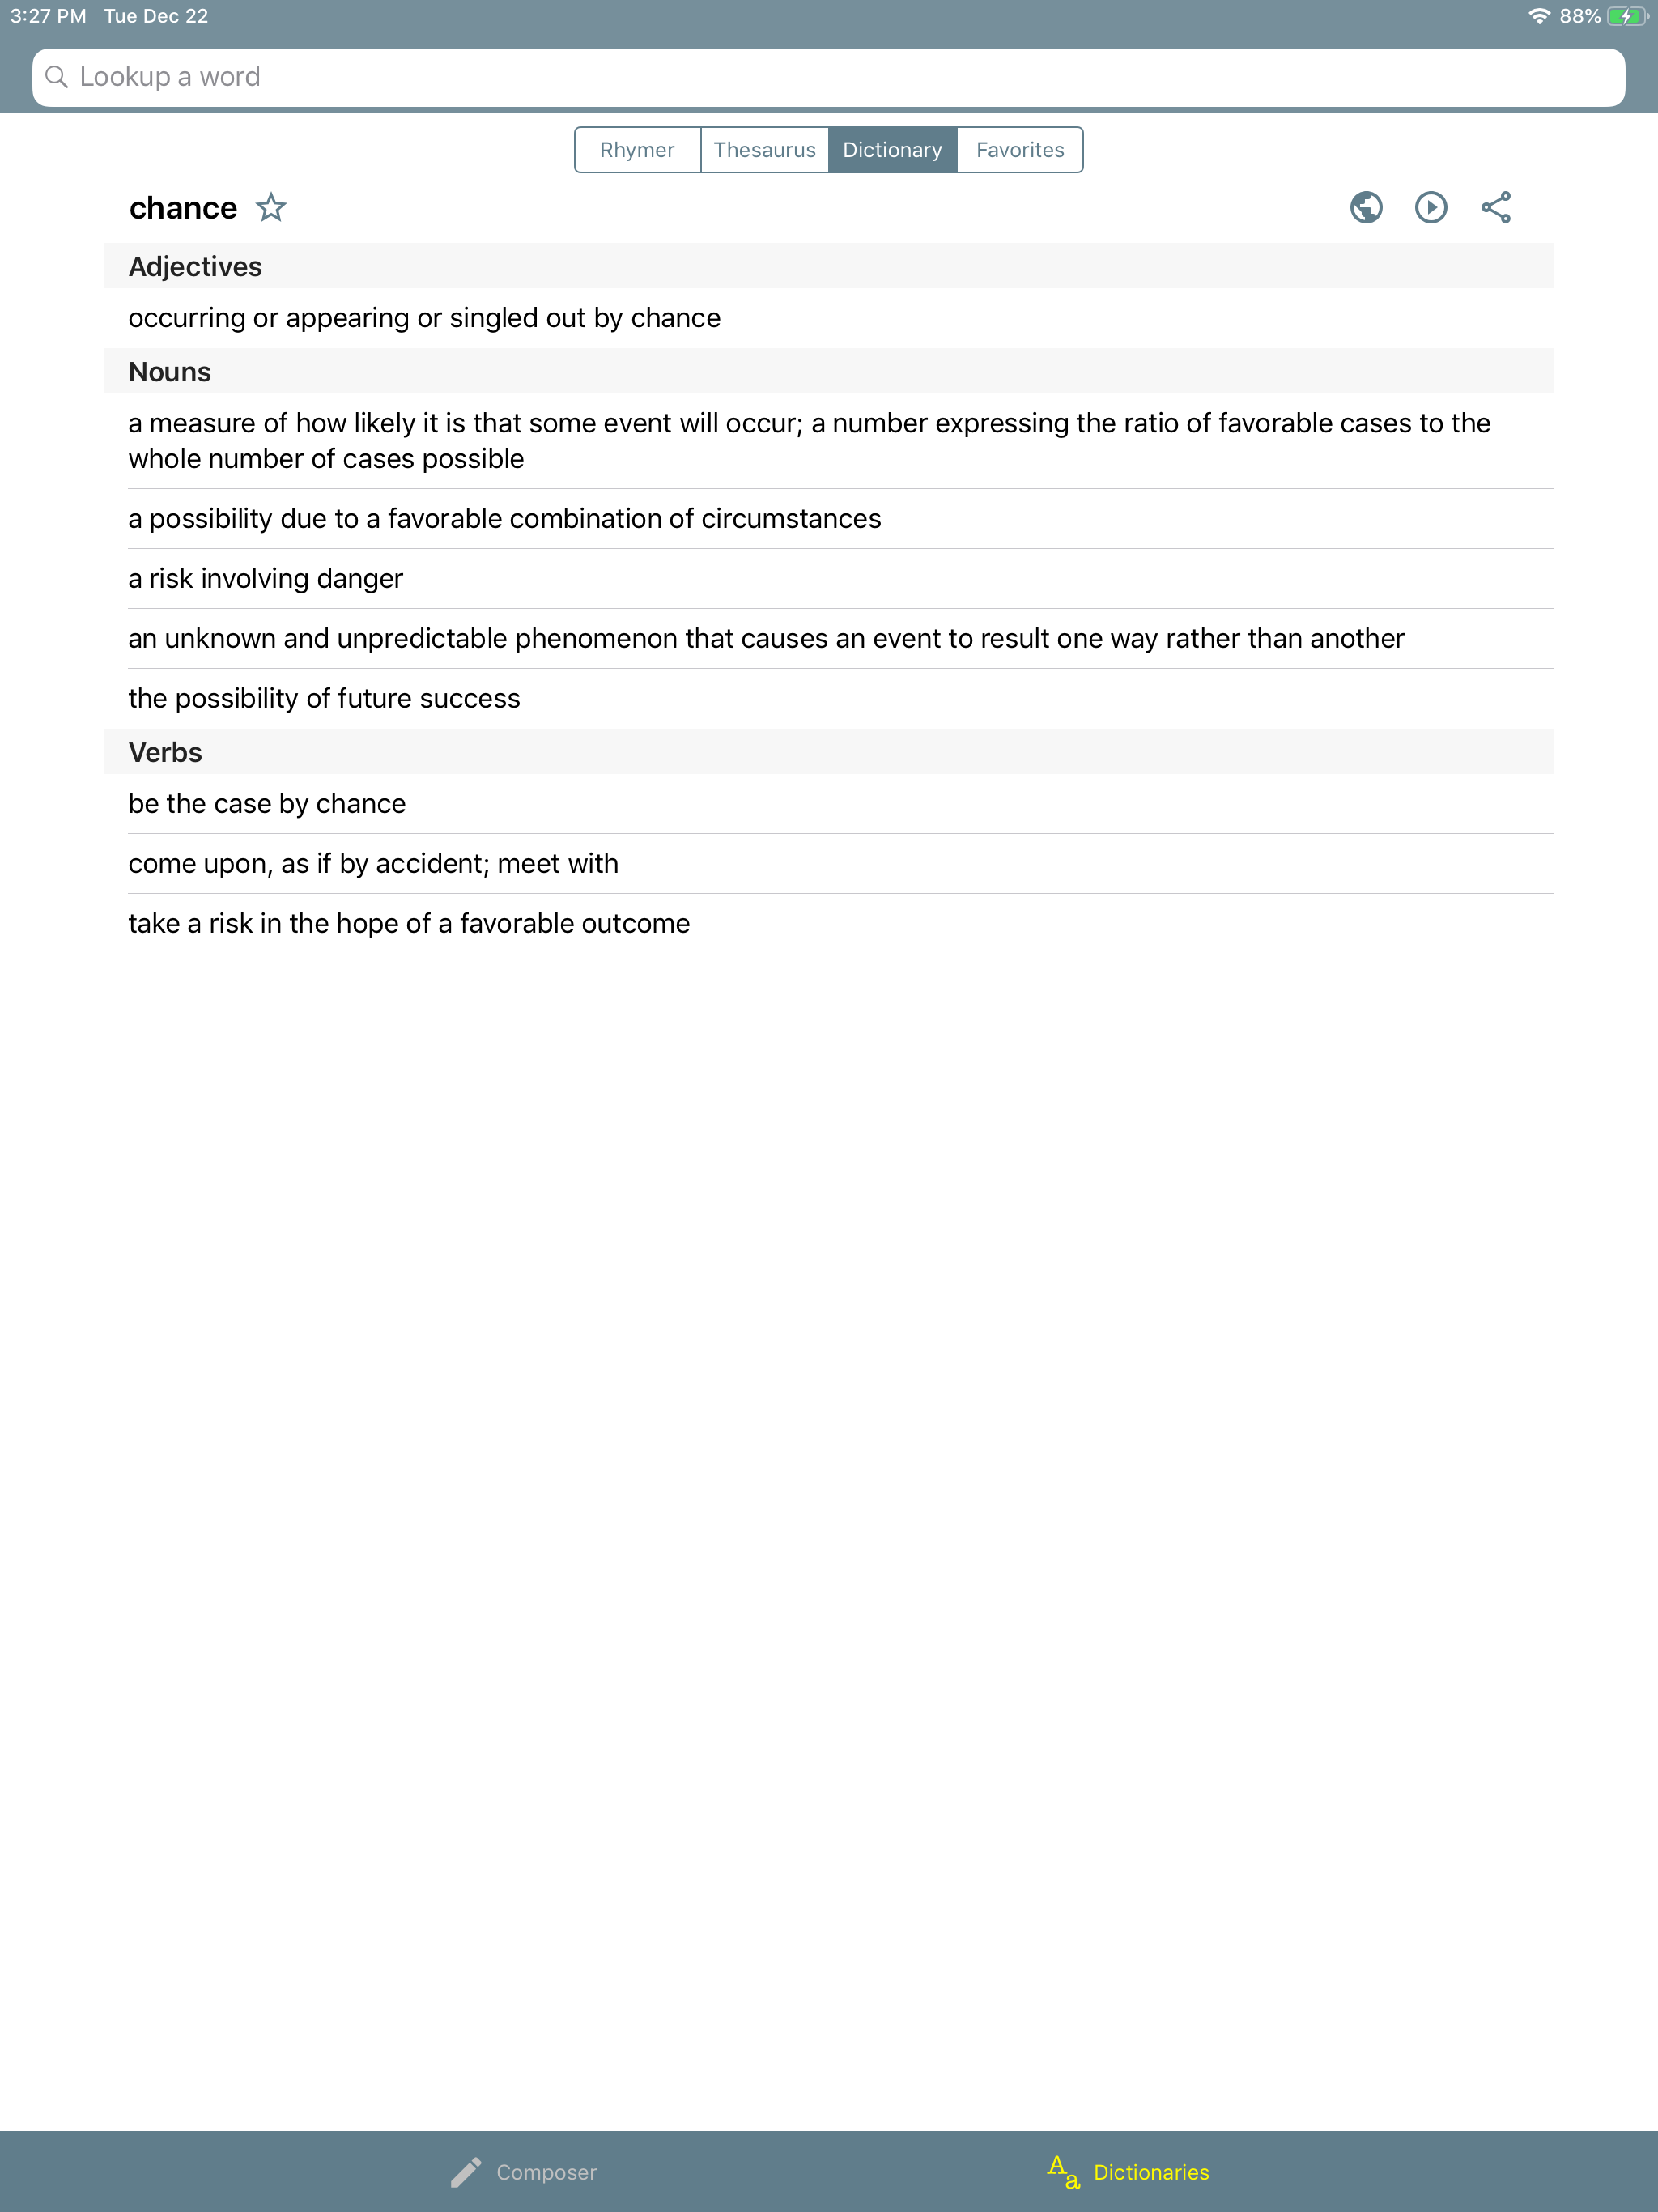 3:27 PM Tue Dec 22 88%
Lookup a word
Rhymer Thesaurus Dictionary Favorites
chance
Adjectives
occurring or appearing or singled out by chance
Nouns
a measure of how likely it is that some event will occur; a number expressing the ratio of favorable cases to the
whole number of cases possible
a possibility due to a favorable combination of circumstances
a risk involving danger
an unknown and unpredictable phenomenon that causes an event to result one way rather than another
the possibility of future success
Verbs
be the case by chance
come upon, as if by accident; meet with
take a risk in the hope of a favorable outcome
Composer Aa Dictionaries